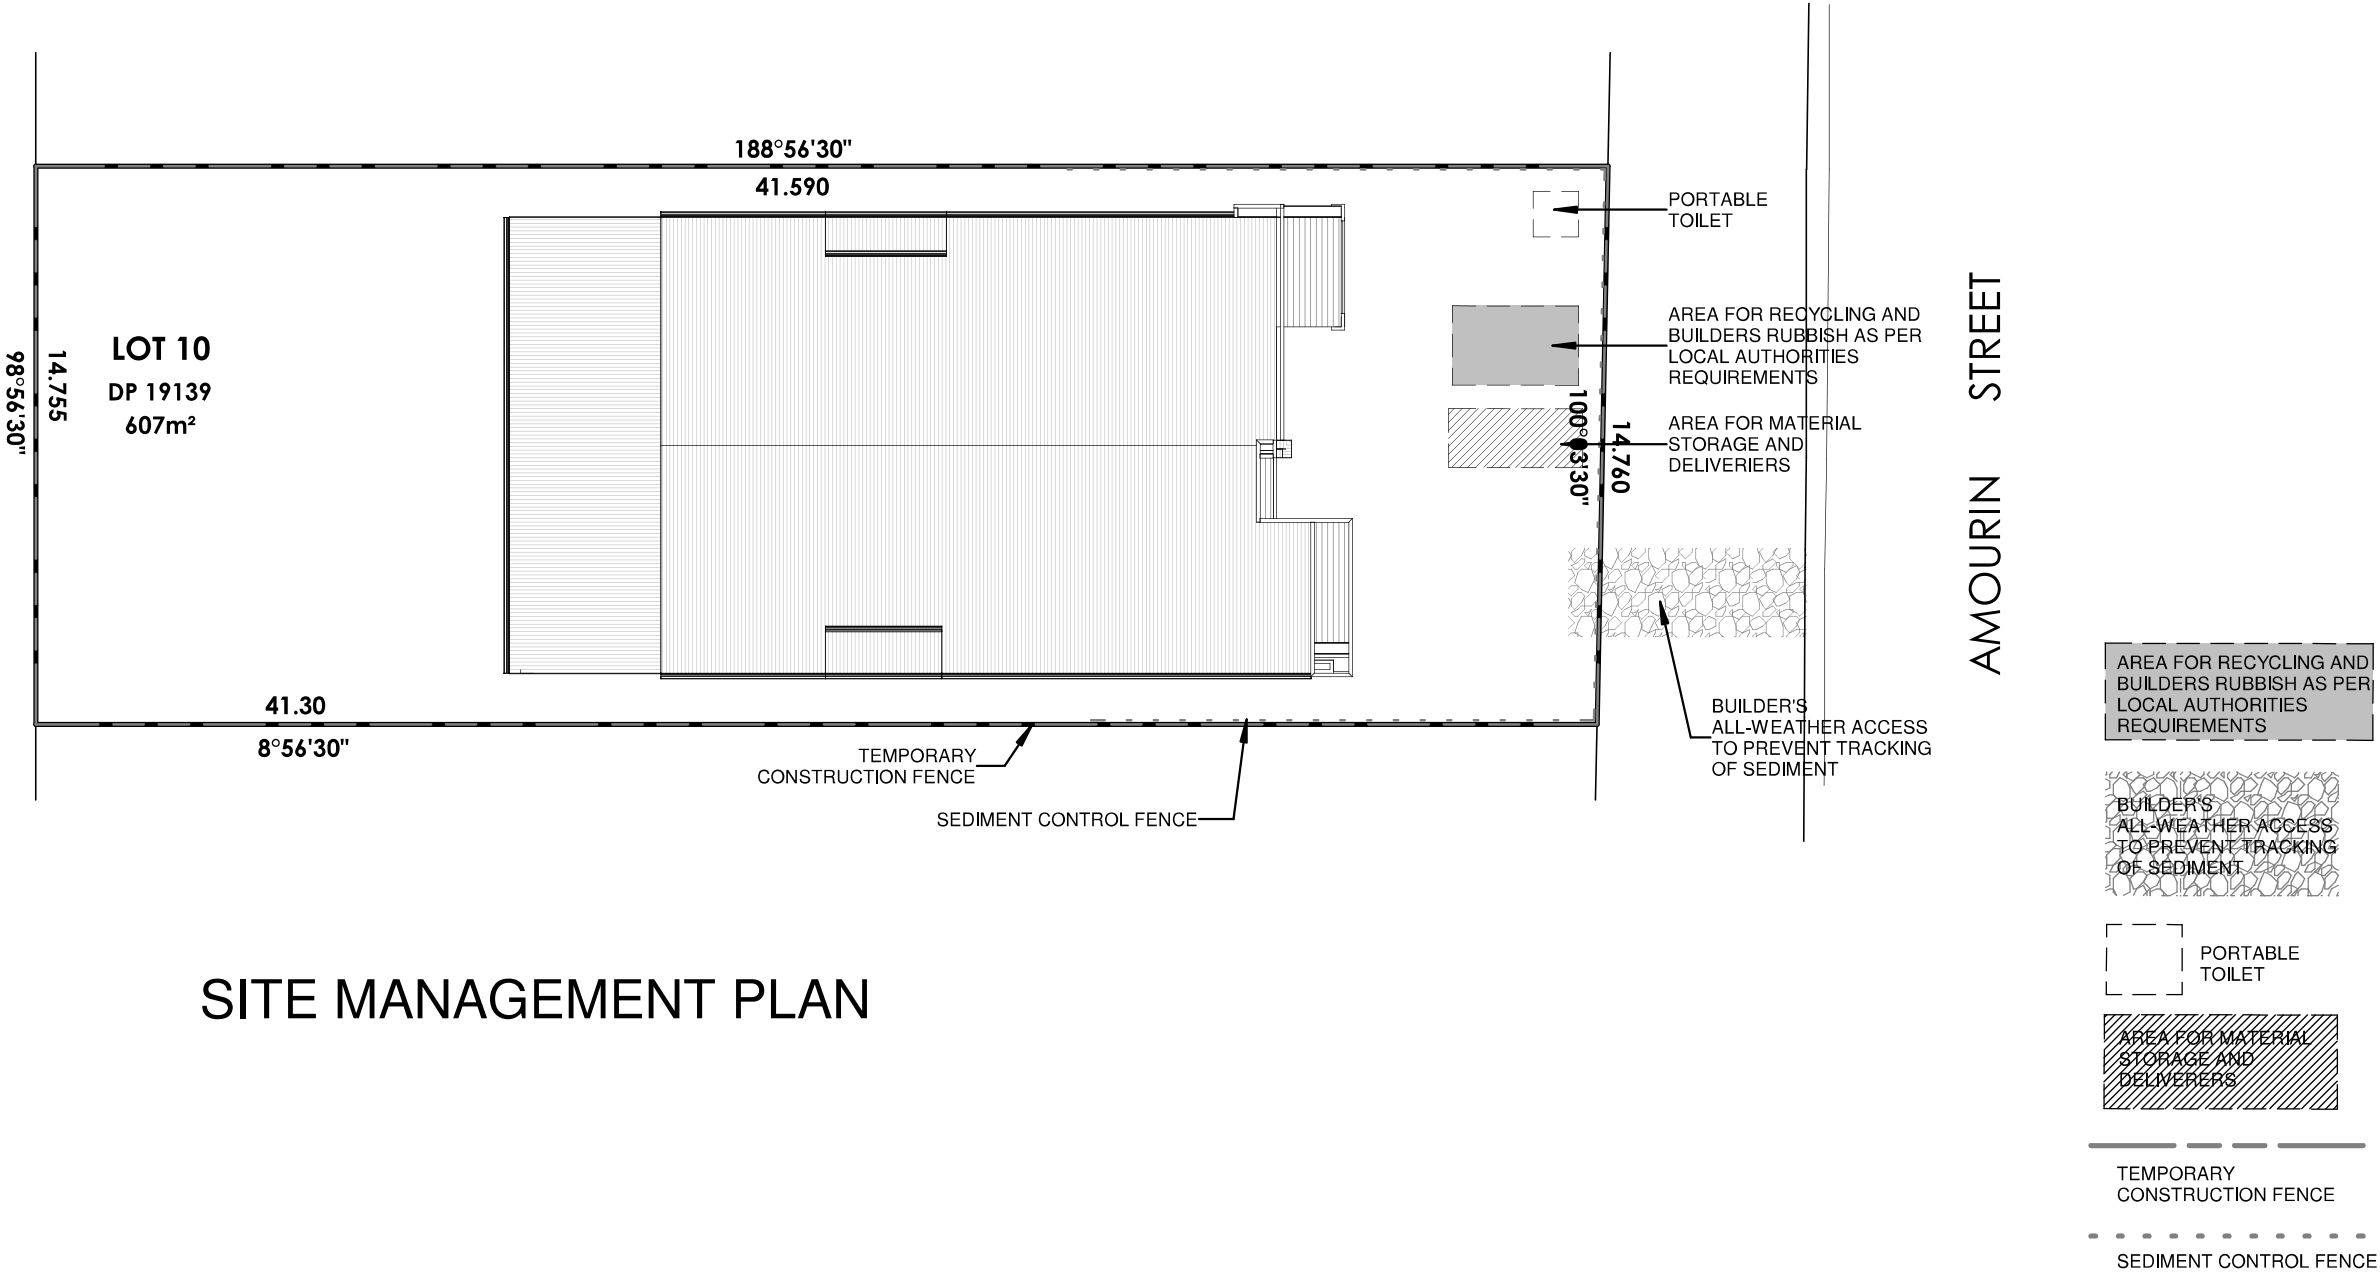 188°56'30"
41.590
LOT 10
DP 19139
607m²
14.755
98°56'30"
41.30
8°56'30"
100°03'30"
14.760
PORTABLE
TOILET
AREA FOR RECYCLING AND
BUILDERS RUBBISH AS PER
LOCAL AUTHORITIES
REQUIREMENTS
AREA FOR MATERIAL
STORAGE AND
DELIVERIERS
BUILDER'S
ALL-WEATHER ACCESS
TO PREVENT TRACKING
OF SEDIMENT
TEMPORARY
CONSTRUCTION FENCE
SEDIMENT CONTROL FENCE
AMOURIN STREET
SITE MANAGEMENT PLAN
AREA FOR RECYCLING AND
BUILDERS RUBBISH AS PER
LOCAL AUTHORITIES
REQUIREMENTS
BUILDER'S
ALL-WEATHER ACCESS
TO PREVENT TRACKING
OF SEDIMENT
PORTABLE
TOILET
AREA FOR MATERIAL
STORAGE AND
DELIVERERS
TEMPORARY
CONSTRUCTION FENCE
SEDIMENT CONTROL FENCE